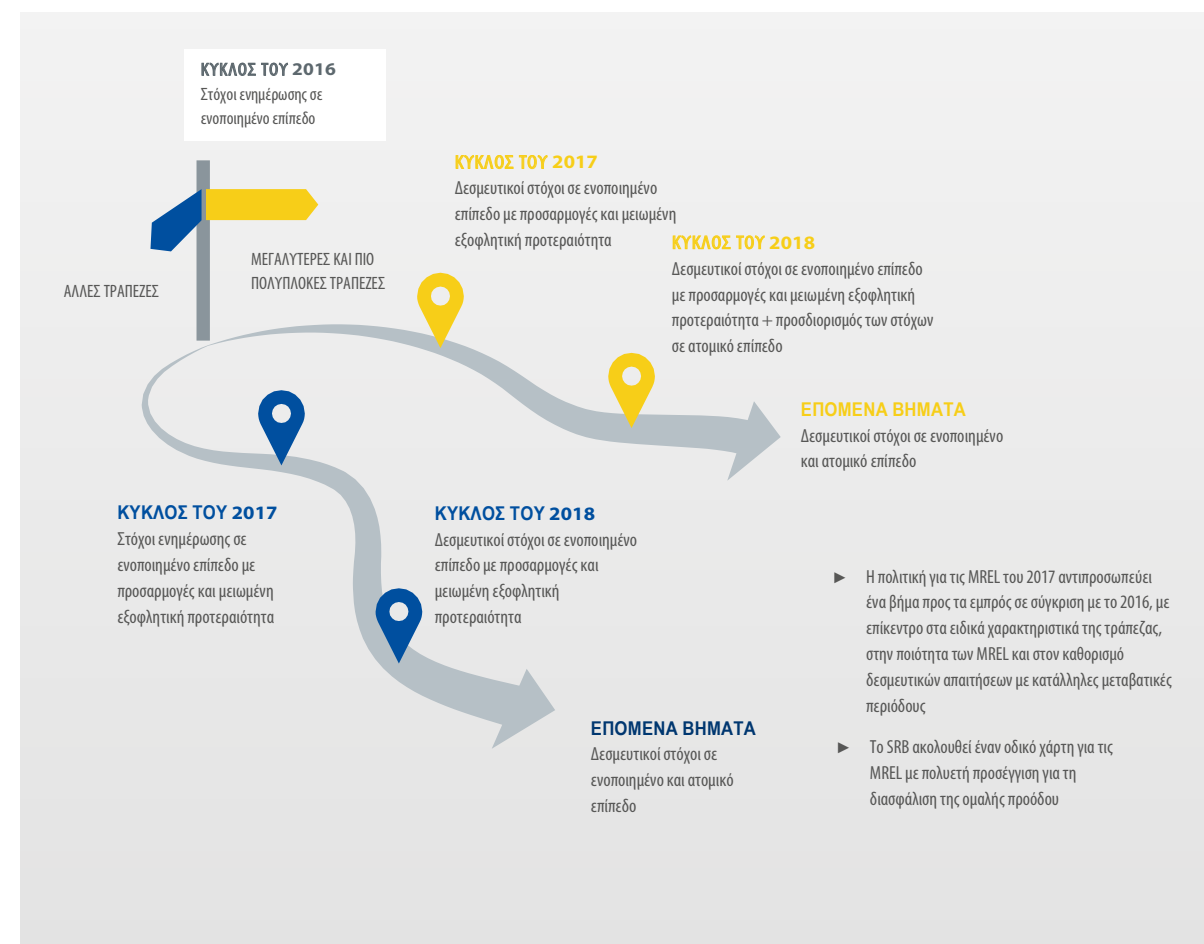 ΚΥΚΛΟΣ ΤΟΥ 2016
Στόχοι ενημέρωσης σε
ενοποιημένο επίπεδο
ΑΛΛΕΣ ΤΡΑΠΕΖΕΣ
ΜΕΓΑΛΥΤΕΡΕΣ ΚΑΙ ΠΙΟ
ΠΟΛΥΠΛΟΚΕΣ ΤΡΑΠΕΖΕΣ
ΚΥΚΛΟΣ ΤΟΥ 2017
Δεσμευτικοί στόχοι σε ενοποιημένο
επίπεδο με προσαρμογές και μειωμένη
εξοφλητική προτεραιότητα
ΚΥΚΛΟΣ ΤΟΥ 2018
Δεσμευτικοί στόχοι σε ενοποιημένο επίπεδο
με προσαρμογές και μειωμένη εξοφλητική
προτεραιότητα + προσδιορισμός των στόχων
σε ατομικό επίπεδο
ΕΠΟΜΕΝΑ ΒΗΜΑΤΑ
Δεσμευτικοί στόχοι σε ενοποιημένο
και ατομικό επίπεδο
ΚΥΚΛΟΣ ΤΟΥ 2017
Στόχοι ενημέρωσης σε
ενοποιημένο επίπεδο με
προσαρμογές και μειωμένη
εξοφλητική προτεραιότητα
ΚΥΚΛΟΣ ΤΟΥ 2018
Δεσμευτικοί στόχοι σε ενοποιημένο
επίπεδο με προσαρμογές και
μειωμένη εξοφλητική
προτεραιότητα
ΕΠΟΜΕΝΑ ΒΗΜΑΤΑ
Δεσμευτικοί στόχοι σε
ενοποιημένο και ατομικό
επίπεδο
► Η πολιτική για τις MREL του 2017 αντιπροσωπεύει
ένα βήμα προς τα εμπρός σε σύγκριση με το 2016, με
επίκεντρο στα ειδικά χαρακτηριστικά της τράπεζας,
στην ποιότητα των MREL και στον καθορισμό
δεσμευτικών απαιτήσεων με κατάλληλες μεταβατικές
περιόδους
► Το SRB ακολουθεί έναν οδικό χάρτη για τις
MREL με πολυετή προσέγγιση για τη
διασφάλιση της ομαλής προόδου